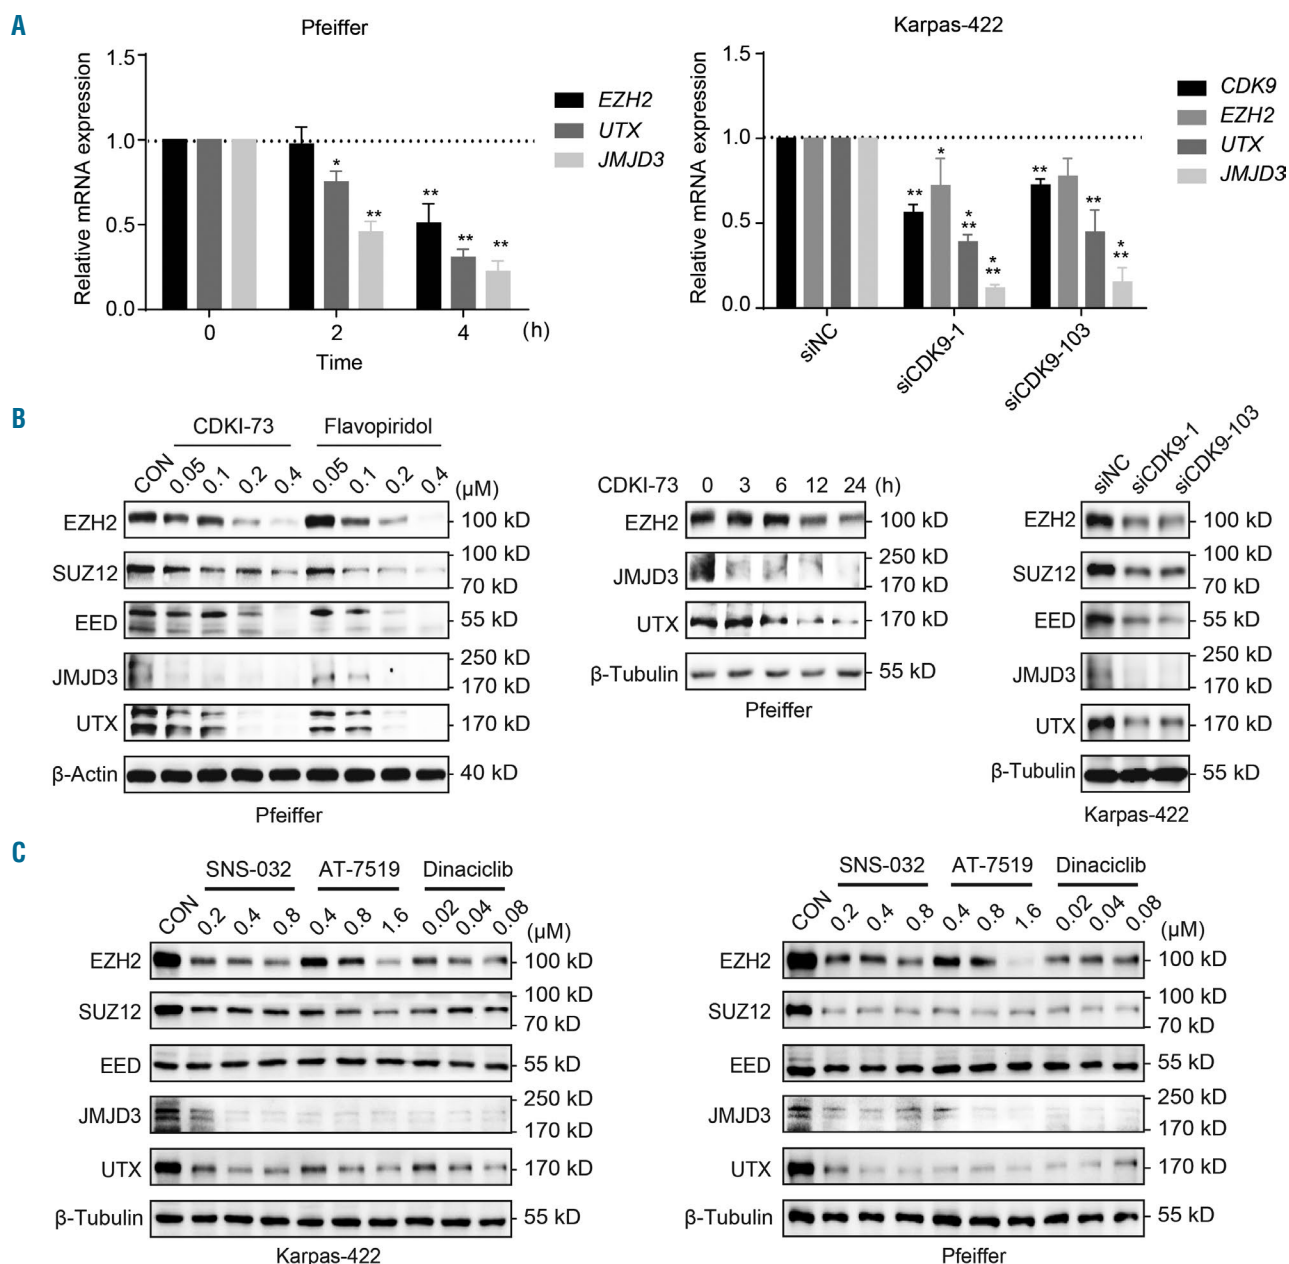 A
Pfeiffer
Relative mRNA expression
1.5
1.0
0.5
0.0
* ** ** ** **
0 2 4 (h)
Time
EZH2
UTX
JMJD3
Karpas-422
Relative mRNA expression
1.5
1.0
0.5
0.0
** * * ** * ** ** ** * **
siNC siCDK9-1 siCDK9-103
CDK9
EZH2
UTX
JMJD3
B
CDKI-73 Flavopiridol
CON 0.05 0.1 0.2 0.4 0.05 0.1 0.2 0.4 (μM)
EZH2 100 kD
SUZ12 100 kD
70 kD
EED 55 kD
JMJD3 250 kD
170 kD
UTX 170 kD
β-Actin 40 kD
Pfeiffer
CDKI-73 0 3 6 12 24 (h)
EZH2 100 kD
JMJD3 250 kD
170 kD
UTX 170 kD
β-Tubulin 55 kD
Pfeiffer
siNC siCDK9-1 siCDK9-103
EZH2 100 kD
SUZ12 100 kD
70 kD
EED 55 kD
JMJD3 250 kD
170 kD
UTX 170 kD
β-Tubulin 55 kD
Karpas-422
C
SNS-032 AT-7519 Dinaciclib
CON 0.2 0.4 0.8 0.4 0.8 1.6 0.02 0.04 0.08 (μM)
EZH2 100 kD
SUZ12 100 kD
70 kD
EED 55 kD
JMJD3 250 kD
170 kD
UTX 170 kD
β-Tubulin 55 kD
Karpas-422
SNS-032 AT-7519 Dinaciclib
CON 0.2 0.4 0.8 0.4 0.8 1.6 0.02 0.04 0.08 (μM)
EZH2 100 kD
SUZ12 100 kD
70 kD
EED 55 kD
JMJD3 250 kD
170 kD
UTX 170 kD
β-Tubulin 55 kD
Pfeiffer